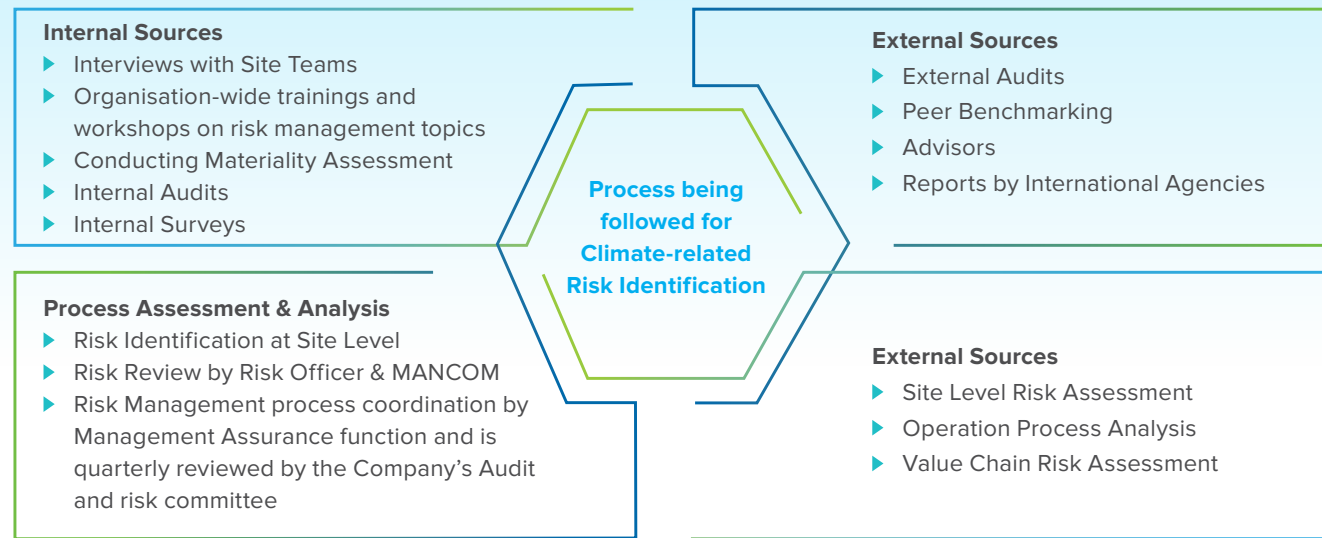 Internal Sources
Interviews with Site Teams
Organisation-wide trainings and
workshops on risk management topics
Conducting Materiality Assessment
Internal Audits
Internal Surveys
External Sources
External Audits
Peer Benchmarking
Advisors
Reports by International Agencies
Process being
followed for
Climate-related
Risk Identification
Process Assessment & Analysis
Risk Identification at Site Level
Risk Review by Risk Officer & MANCOM
Risk Management process coordination by
Management Assurance function and is
quarterly reviewed by the Company’s Audit
and risk committee
External Sources
Site Level Risk Assessment
Operation Process Analysis
Value Chain Risk Assessment